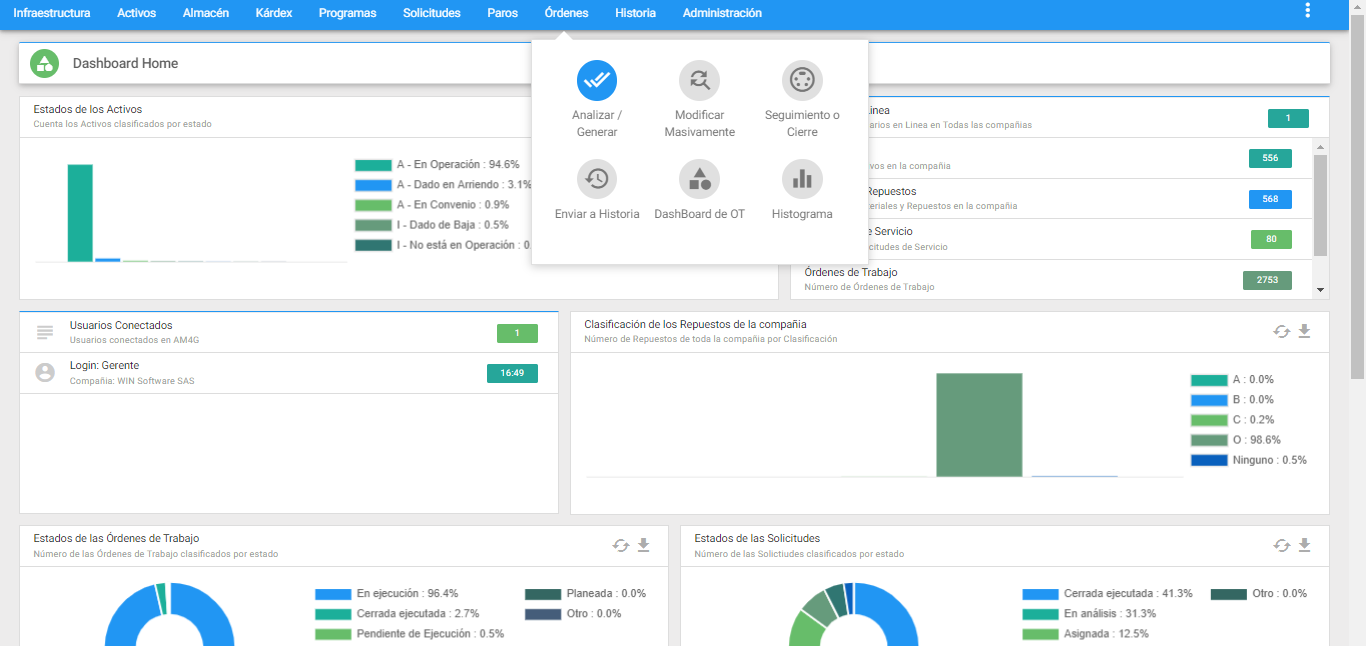 Infraestructura
Activos
Almacén
Kárdex
Programas
Solicitudes
Paros
Órdenes
Historia
Administración
Dashboard Home
Analizar /
Generar
Modificar
Masivamente
Seguimiento o
Cierre
Enviar a Historia
DashBoard de OT
Histograma
Estados de los Activos
Cuenta los Activos clasificados por estado
A - En Operación : 94.6%
A - Dado en Arriendo : 3.1%
A - En Convenio : 0.9%
I - Dado de Baja : 0.5%
I - No está en Operación : 0
Linea
arios en Linea en Todas las compañias
1
vos en la compañia
556
Repuestos
teriales y Repuestos en la compañia
568
e Servicio
citudes de Servicio
80
Órdenes de Trabajo
Número de Órdenes de Trabajo
2753
Usuarios Conectados
Usuarios conectados en AM4G
1
Login: Gerente
Compañia: WIN Software SAS
16:49
Clasificación de los Repuestos de la compañia
Número de Repuestos de toda la compañia por Clasificación
A : 0.0%
B : 0.0%
C : 0.2%
O : 98.6%
Ninguno : 0.5%
Estados de las Órdenes de Trabajo
Número de las Órdenes de Trabajo clasificados por estado
En ejecución : 96.4%
Cerrada ejecutada : 2.7%
Pendiente de Ejecución : 0.5%
Planeada : 0.0%
Otro : 0.0%
Estados de las Solicitudes
Número de las Solictiudes clasificados por estado
Cerrada ejecutada : 41.3%
En análisis : 31.3%
Asignada : 12.5%
Otro : 0.0%